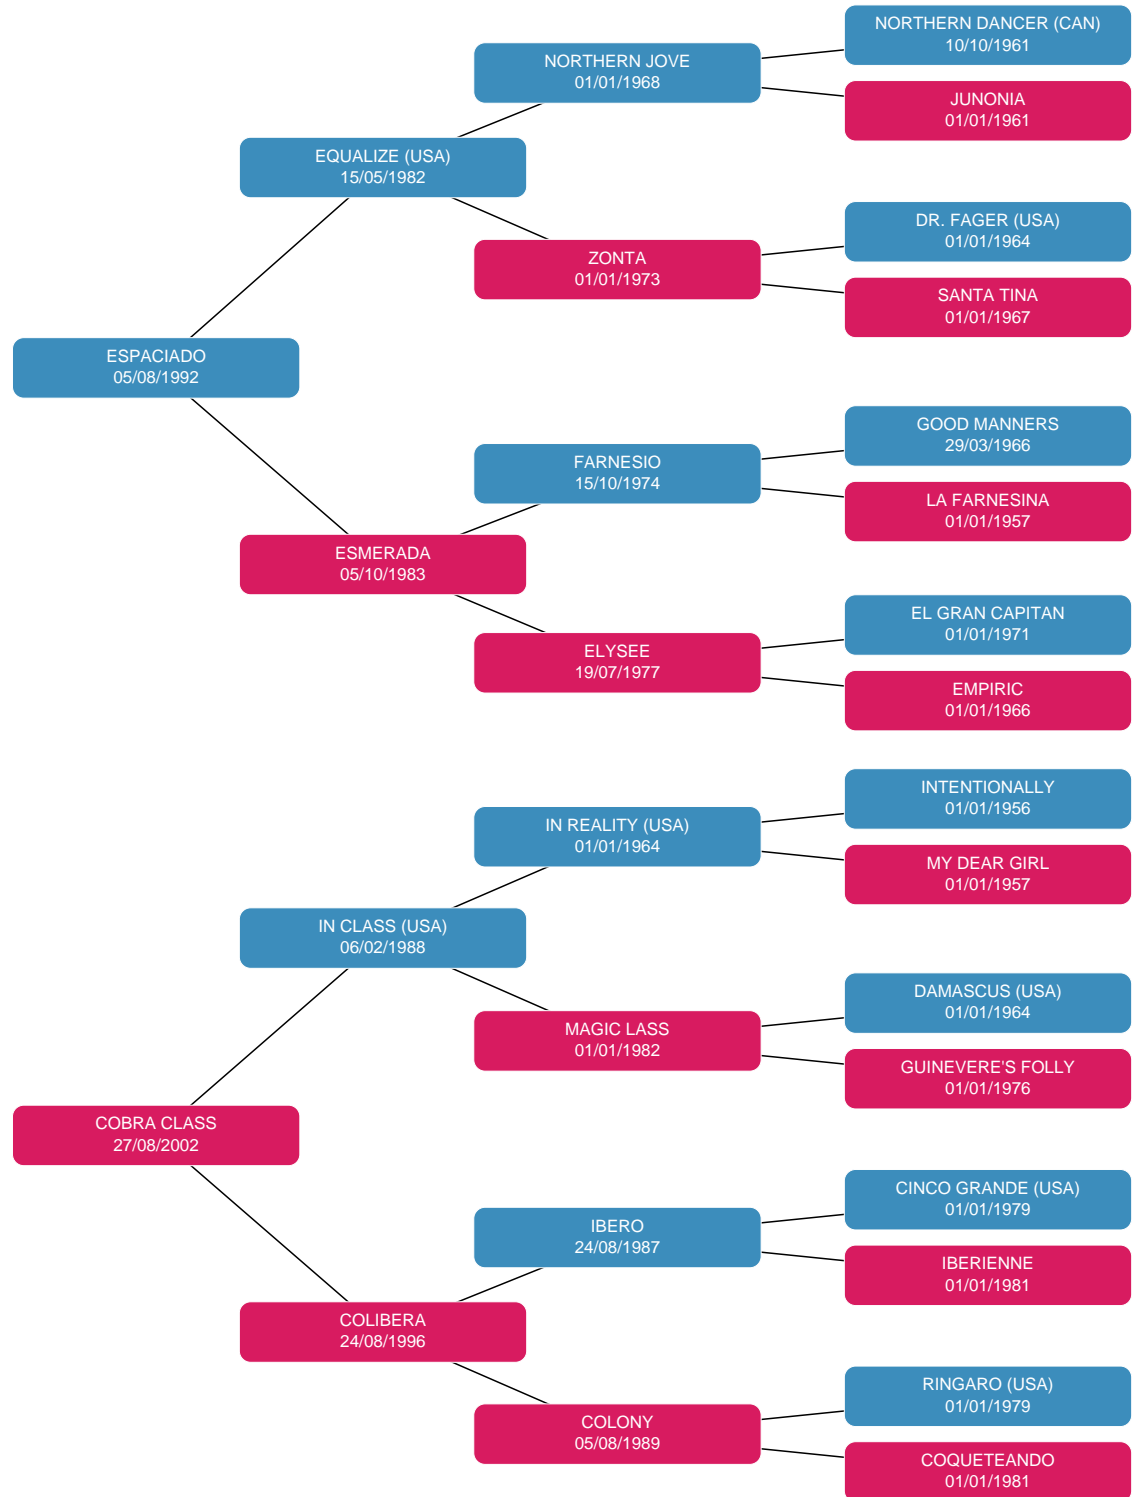 NORTHERN DANCER (CAN)
10/10/1961
NORTHERN JOVE
01/01/1968
JUNONIA
01/01/1961
EQUALIZE (USA)
15/05/1982
DR. FAGER (USA)
01/01/1964
ZONTA
01/01/1973
SANTA TINA
01/01/1967
ESPACIADO
05/08/1992
GOOD MANNERS
29/03/1966
FARNESIO
15/10/1974
LA FARNESINA
01/01/1957
ESMERADA
05/10/1983
EL GRAN CAPITAN
01/01/1971
ELYSEE
19/07/1977
EMPIRIC
01/01/1966
INTENTIONALLY
01/01/1956
IN REALITY (USA)
01/01/1964
MY DEAR GIRL
01/01/1957
IN CLASS (USA)
06/02/1988
DAMASCUS (USA)
01/01/1964
MAGIC LASS
01/01/1982
GUINEVERE'S FOLLY
01/01/1976
COBRA CLASS
27/08/2002
CINCO GRANDE (USA)
01/01/1979
IBERO
24/08/1987
IBERIENNE
01/01/1981
COLIBERA
24/08/1996
RINGARO (USA)
01/01/1979
COLONY
05/08/1989
COQUETEANDO
01/01/1981